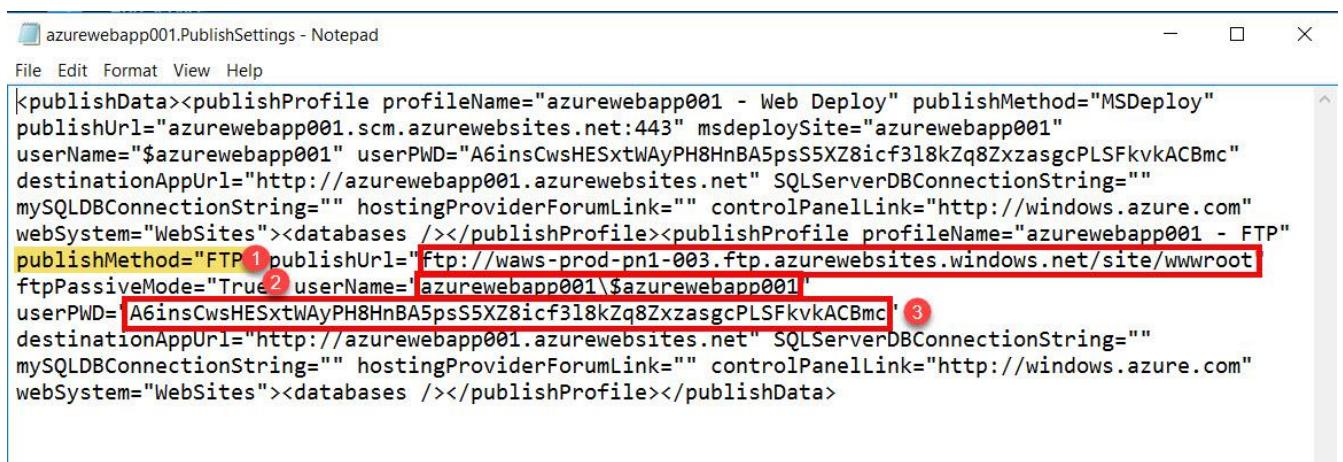 azurewebapp001.PublishSettings - Notepad
File Edit Format View Help
<publishData><publishProfile profileName="azurewebapp001 - Web Deploy" publishMethod="MSDeploy"
publishUrl="azurewebapp001.scm.azurewebsites.net:443" msdeploySite="azurewebapp001"
userName="$azurewebapp001" userPWD="A6insCwsHESxtWAyPH8HnBA5psS5XZ8icf3l8kZq8ZxzasgcPLSFkvkACBmc"
destinationAppUrl="http://azurewebapp001.azurewebsites.net" SQLServerDBConnectionString=""
mySQLDBConnectionString="" hostingProviderForumLink="" controlPanelLink="http://windows.azure.com"
webSystem="WebSites"><databases /></publishProfile><publishProfile profileName="azurewebapp001 - FTP"
publishMethod="FTP 1 publishUrl="ftp://waws-prod-pn1-003.ftp.azurewebsites.windows.net/site/wwwroot"
ftpPassiveMode="True 2 userName="azurewebapp001\$azurewebapp001"
userPWD="A6insCwsHESxtWAyPH8HnBA5psS5XZ8icf3l8kZq8ZxzasgcPLSFkvkACBmc" 3
destinationAppUrl="http://azurewebapp001.azurewebsites.net" SQLServerDBConnectionString=""
mySQLDBConnectionString="" hostingProviderForumLink="" controlPanelLink="http://windows.azure.com"
webSystem="WebSites"><databases /></publishProfile></publishData>